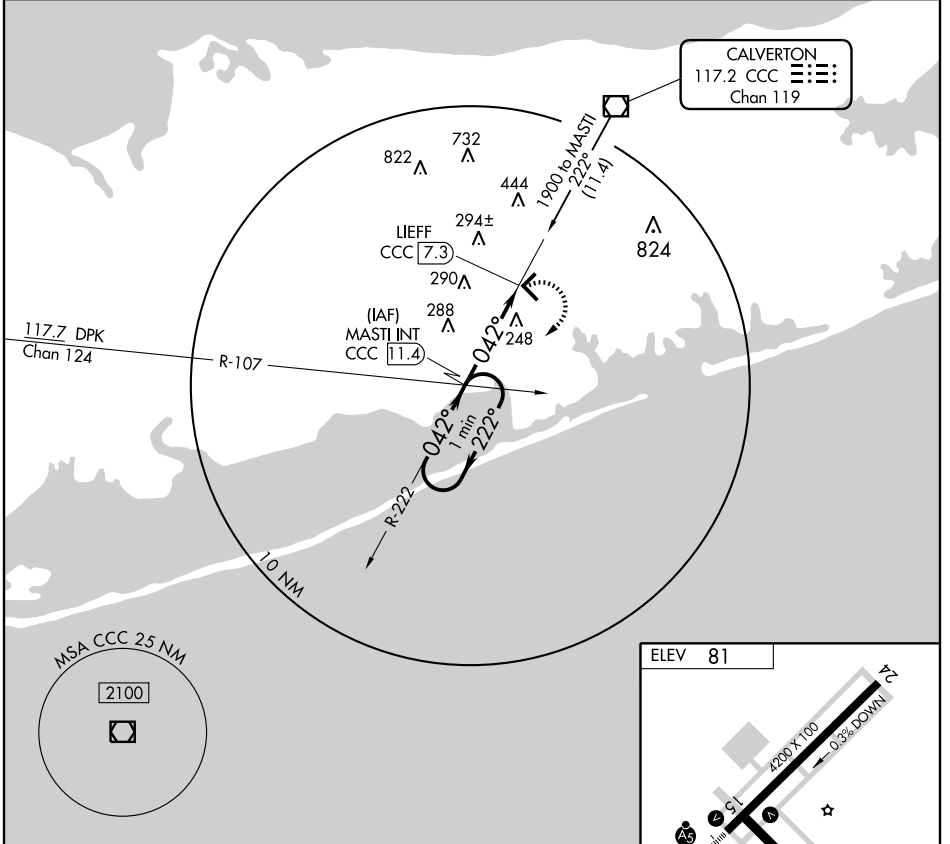 CALVERTON
117.2 CCC
Chan 119
1900 to MASTI
222°
(11.4)
732
822
444
294±
LIEFF
CCC 7.3
824
290
(IAF)
MASTI INT
CCC 11.4
288
248
042°
117.7 DPK
Chan 124
R-107
042°
1 min
222°
R-222
10 NM
MSA CCC 25 NM
2100
ELEV 81
24
4200 X 100
0.3% DOWN
15
V
V
A5